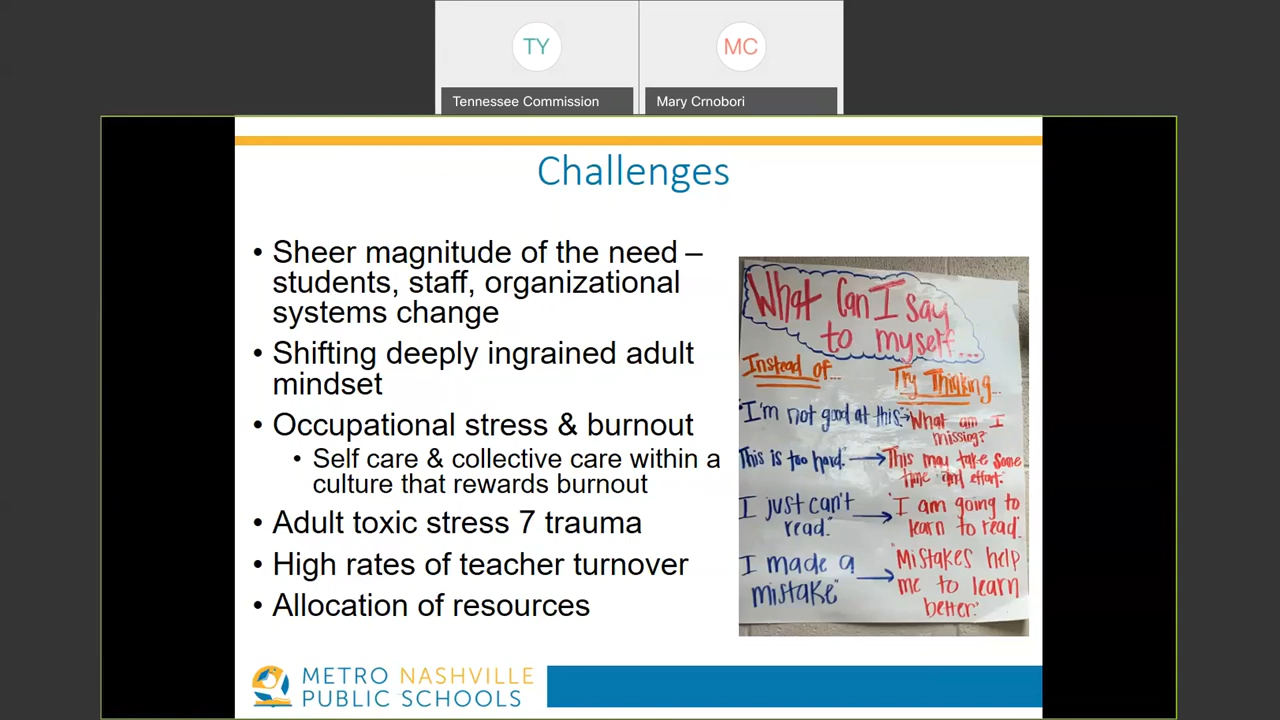 TY
MC
Tennessee Commission
Mary Crnobori
Challenges
• Sheer magnitude of the need –
students, staff, organizational
systems change
• Shifting deeply ingrained adult
mindset
• Occupational stress & burnout
• Self care & collective care within a
culture that rewards burnout
• Adult toxic stress 7 trauma
• High rates of teacher turnover
• Allocation of resources
What Can I say
to myself...
Instead of...
Try Thinking...
"I'm not good at this."
"What am I
missing?
This is too hard."
"This may take some
time and effort."
I just can't
read."
"I am going to
learn to read."
I made a
mistake"
"Mistakes help
me to learn
better."
METRO NASHVILLE
PUBLIC SCHOOLS